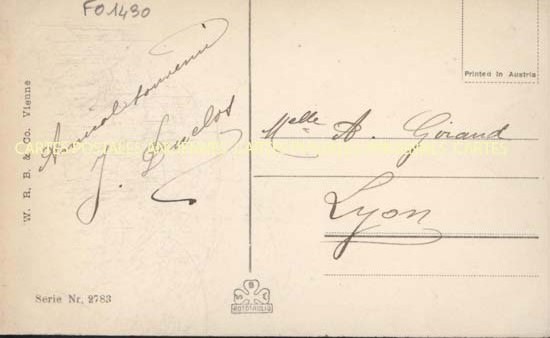 FO1430
Printed in Austria
W. R. B. & Co. Vienne
Amical souvenir
J. Duclos
Melle A. Giraud
Lyon
Serie Nr. 2783